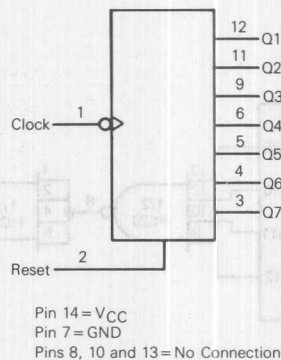 12
Q1
11
Q2
9
Q3
Clock 1
6
Q4
5
Q5
4
Q6
3
Q7
2
Reset
Pin 14 = VCC
Pin 7 = GND
Pins 8, 10 and 13 = No Connection